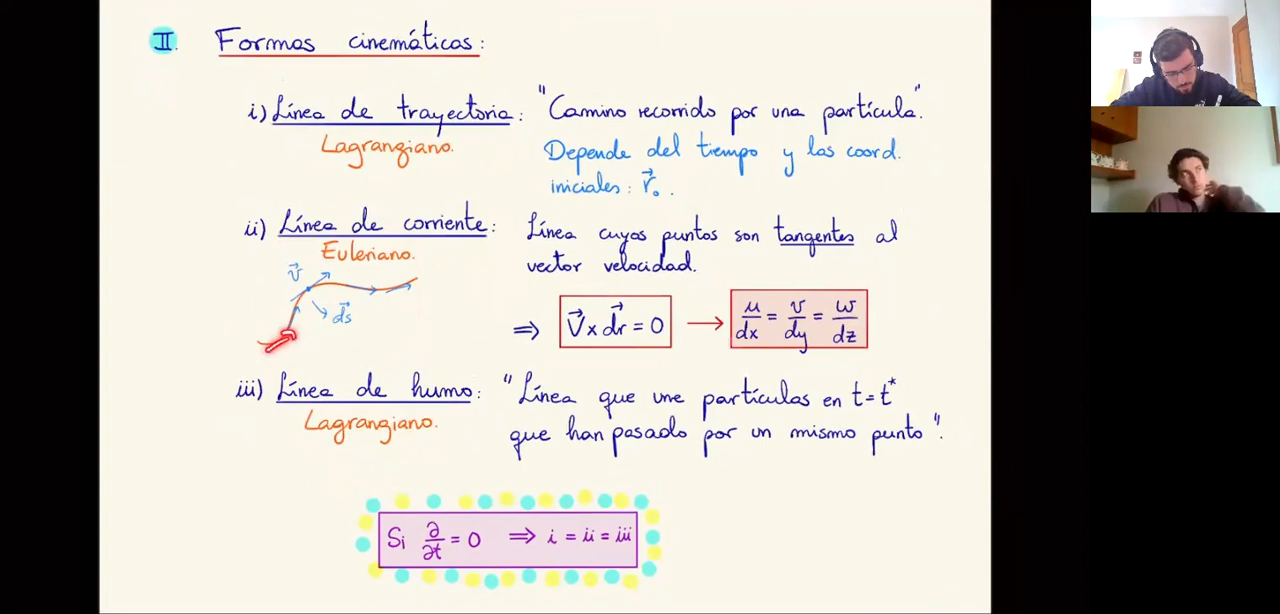 II. Formas cinemáticas:
i) Línea de trayectoria: "Camino recorrido por una partícula."
Lagrangiano.
Depende del tiempo y las coord.
iniciales: r⃗₀.
ii) Línea de corriente: Línea cuyos puntos son tangentes al
Euleriano.
vector velocidad.
v⃗
d⃗s
⇒ V⃗ x d⃗r = 0 → u/dx = v/dy = w/dz
iii) Línea de humo: "Línea que une partículas en t = t*
Lagrangiano.
que han pasado por un mismo punto".
Si ∂/∂t = 0 ⇒ i = ii = iii